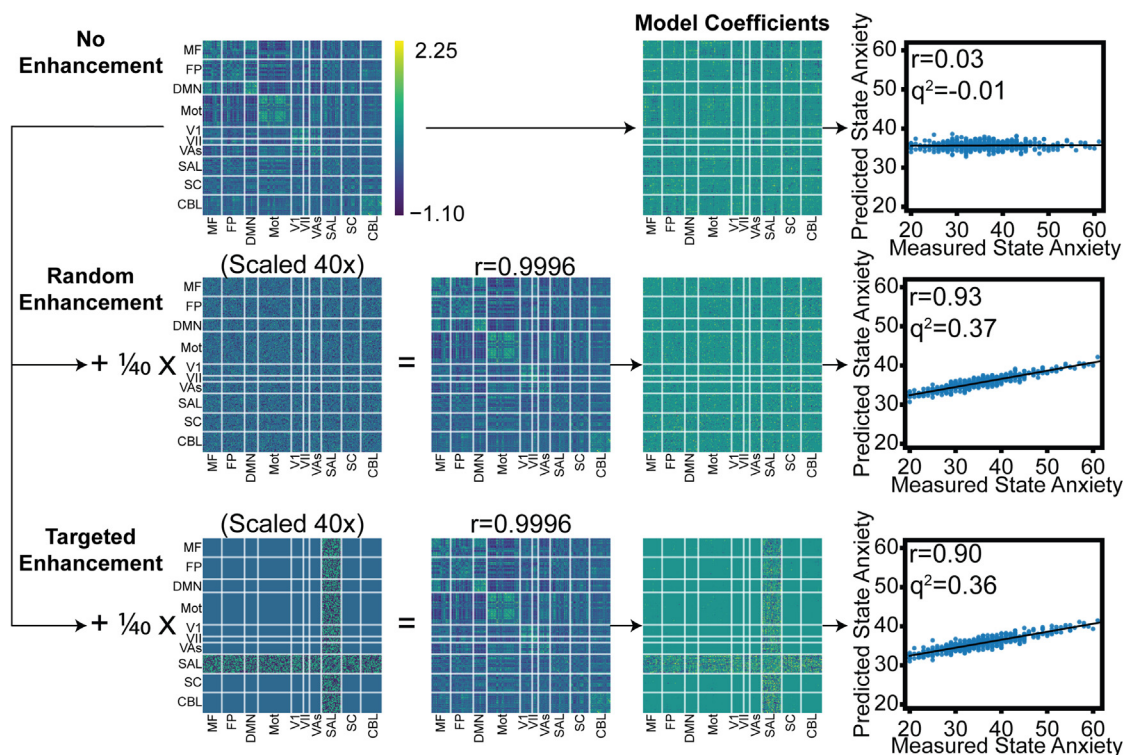 No
Enhancement
MF
FP
DMN
Mot
V1
VII
VAs
SAL
SC
CBL
MF
FP
DMN
Mot
V1
VII
VAs
SAL
SC
CBL
2.25
−1.10
Model Coefficients
MF
FP
DMN
Mot
V1
VII
VAs
SAL
SC
CBL
Predicted State Anxiety
60
50
40
30
20
r=0.03
q²=-0.01
20 30 40 50 60
Measured State Anxiety
Random
Enhancement
+ ¹⁄₄₀ X
(Scaled 40x)
MF
FP
DMN
Mot
V1
VII
VAs
SAL
SC
CBL
MF
FP
DMN
Mot
V1
VII
VAs
SAL
SC
CBL
=
r=0.9996
MF
FP
DMN
Mot
V1
VII
VAs
SAL
SC
CBL
MF
FP
DMN
Mot
V1
VII
VAs
SAL
SC
CBL
Predicted State Anxiety
60
50
40
30
20
r=0.93
q²=0.37
20 30 40 50 60
Measured State Anxiety
Targeted
Enhancement
+ ¹⁄₄₀ X
(Scaled 40x)
MF
FP
DMN
Mot
V1
VII
VAs
SAL
SC
CBL
MF
FP
DMN
Mot
V1
VII
VAs
SAL
SC
CBL
=
r=0.9996
MF
FP
DMN
Mot
V1
VII
VAs
SAL
SC
CBL
MF
FP
DMN
Mot
V1
VII
VAs
SAL
SC
CBL
Predicted State Anxiety
60
50
40
30
20
r=0.90
q²=0.36
20 30 40 50 60
Measured State Anxiety